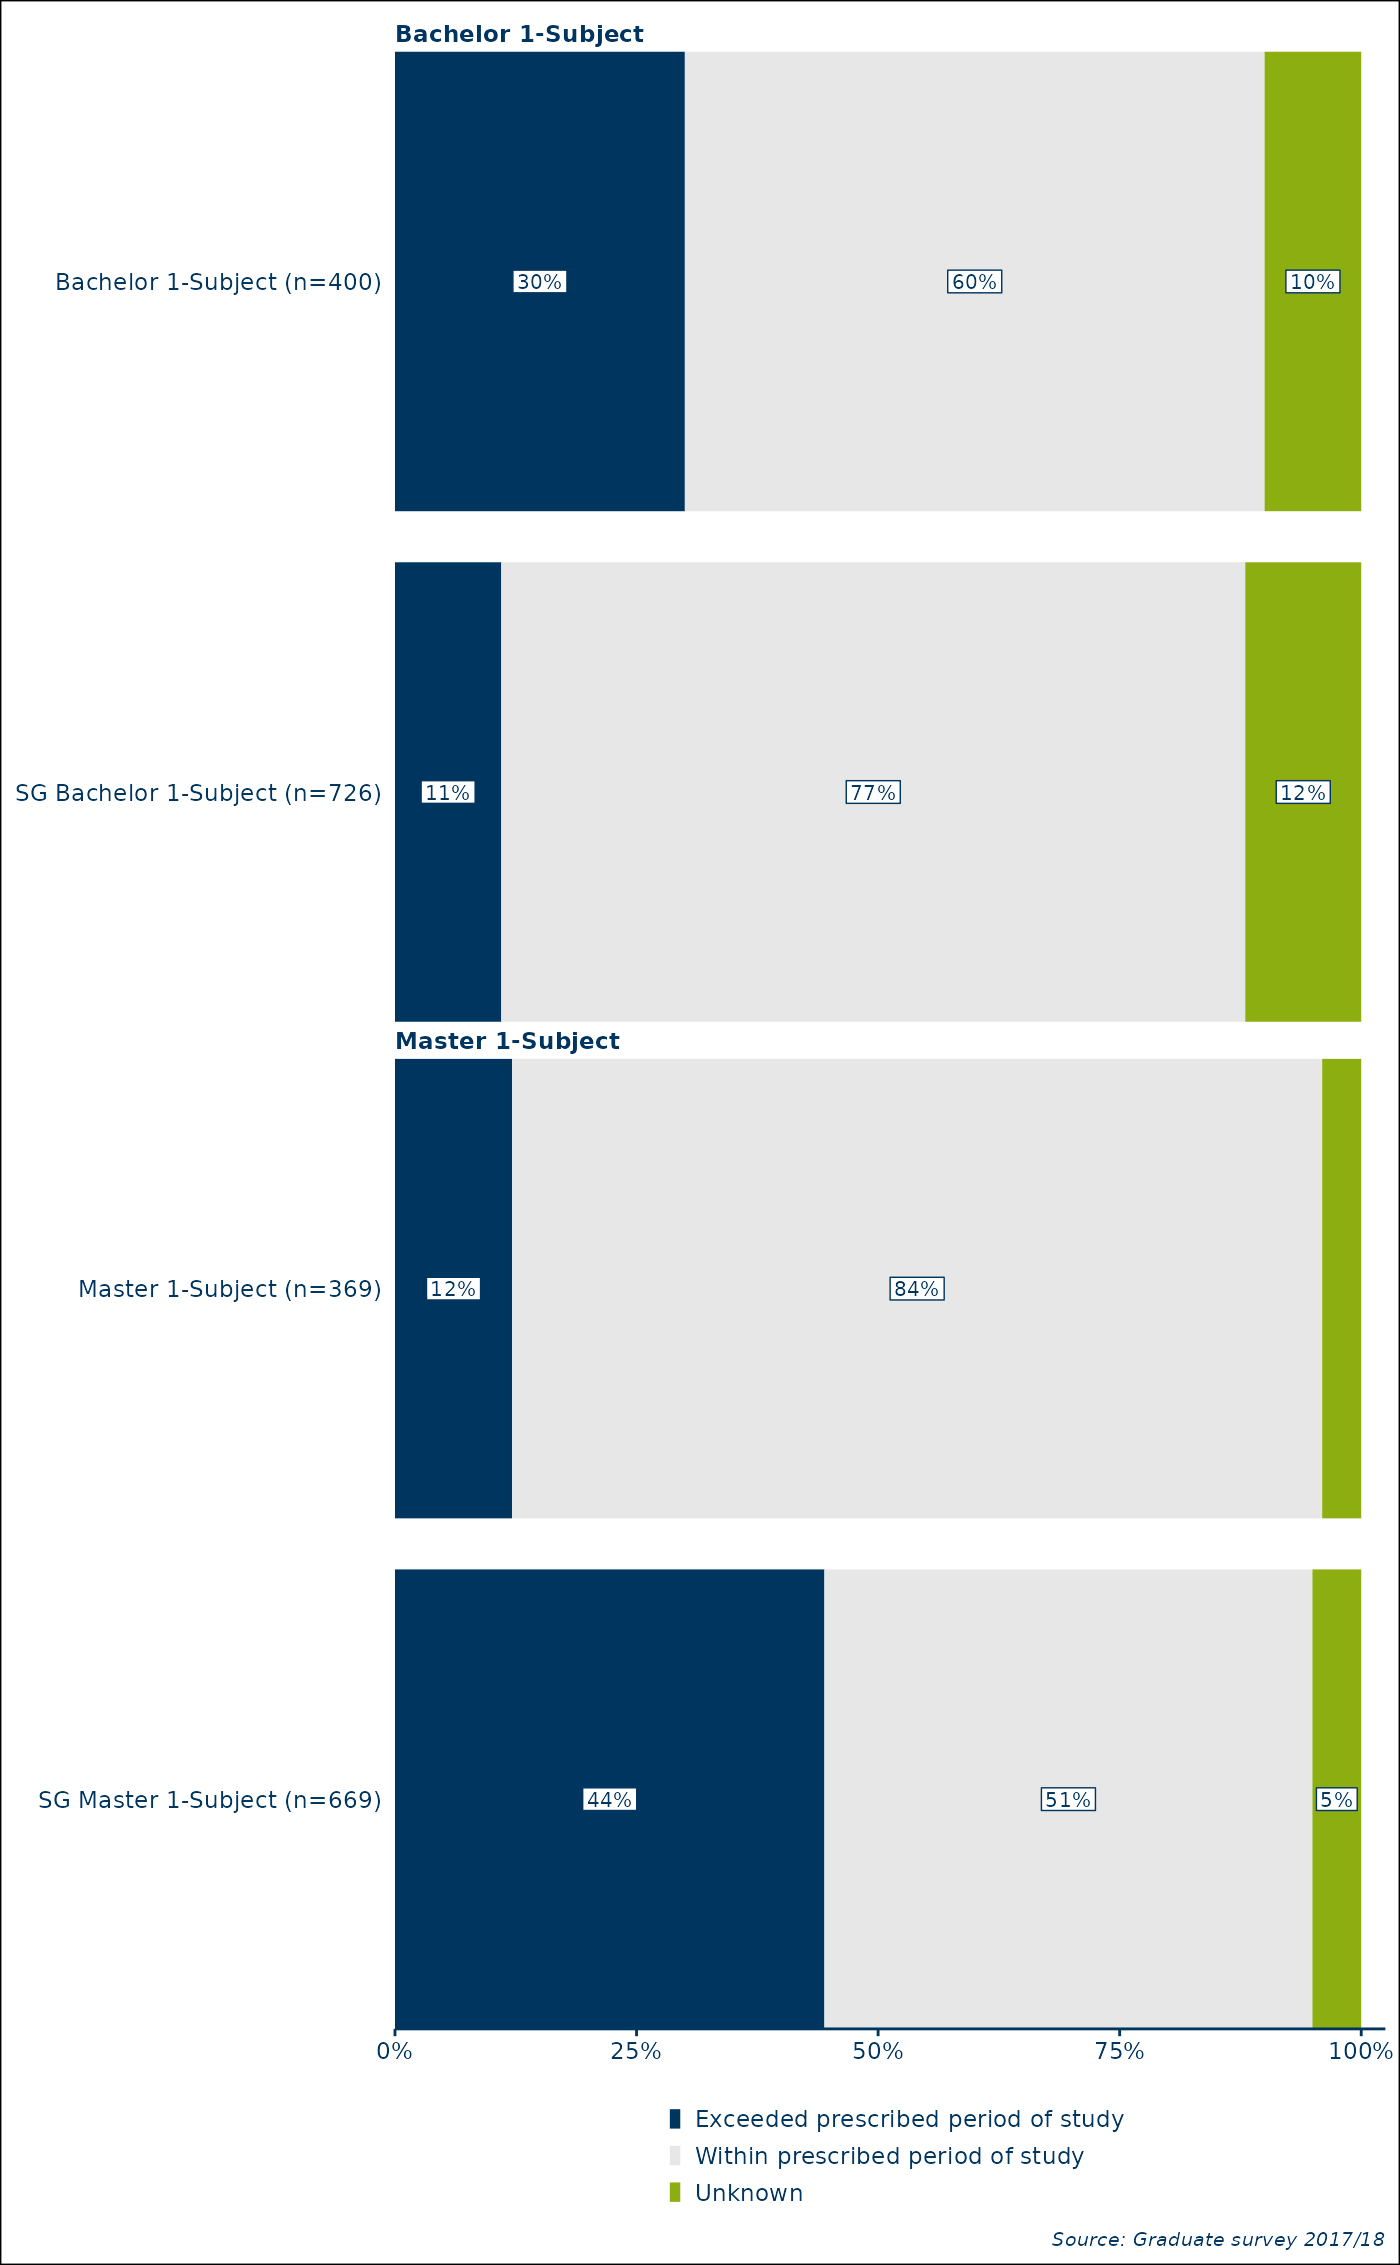 Bachelor 1-Subject
Bachelor 1-Subject (n=400)
30%
60%
10%
SG Bachelor 1-Subject (n=726)
11%
77%
12%
Master 1-Subject
Master 1-Subject (n=369)
12%
84%
SG Master 1-Subject (n=669)
44%
51%
5%
0%
25%
50%
75%
100%
Exceeded prescribed period of study
Within prescribed period of study
Unknown
Source: Graduate survey 2017/18